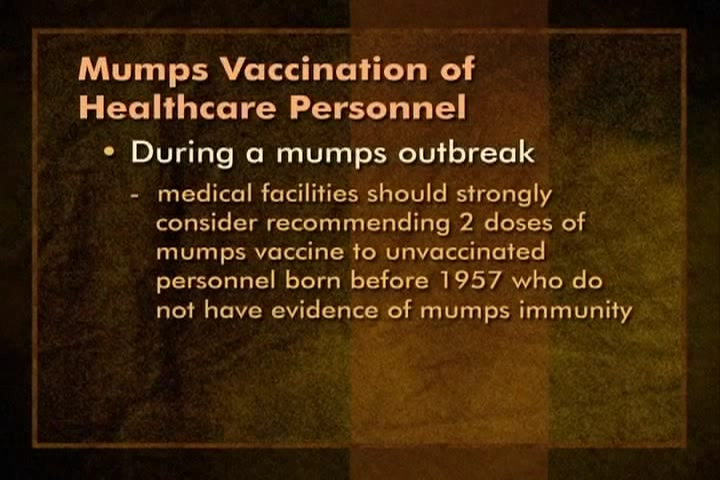 Mumps Vaccination of
Healthcare Personnel
• During a mumps outbreak
- medical facilities should strongly
consider recommending 2 doses of
mumps vaccine to unvaccinated
personnel born before 1957 who do
not have evidence of mumps immunity